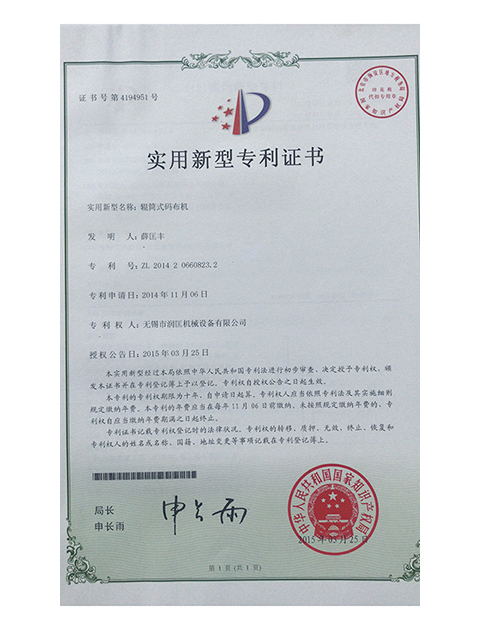 证书号第4194951号
实用新型专利证书
实用新型名称：辊筒式码布机
发 明 人：薛匡丰
专 利 号：ZL 2014 2 0660823.2
专利申请日：2014年11月06日
专 利 权 人：无锡市润匡机械设备有限公司
授权公告日：2015年03月25日
本实用新型经过本局依照中华人民共和国专利法进行初步审查，决定授予专利权，颁
发本证书并在专利登记簿上予以登记。专利权自授权公告之日起生效。
本专利的专利权期限为十年，自申请日起算。专利权人应当依照专利法及其实施细则
规定缴纳年费。本专利的年费应当在每年11月06日前缴纳。未按照规定缴纳年费的，专
利权自应当缴纳年费期满之日起终止。
专利证书记载专利权登记时的法律状况。专利权的转移、质押、无效、终止、恢复和
专利权人的姓名或名称、国籍、地址变更等事项记载在专利登记簿上。
局长
申长雨
申长雨
中华人民共和国国家知识产权局
2015年03月25日
第1页(共1页)